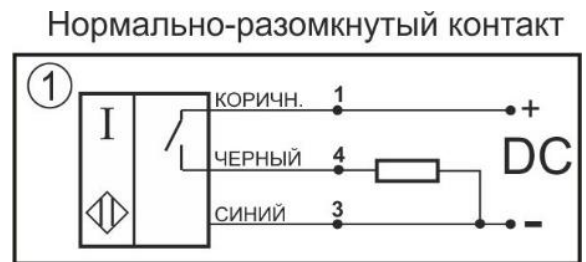 Нормально-разомкнутый контакт
1
I
КОРИЧН. 1 +
DC
ЧЕРНЫЙ 4
СИНИЙ 3 -